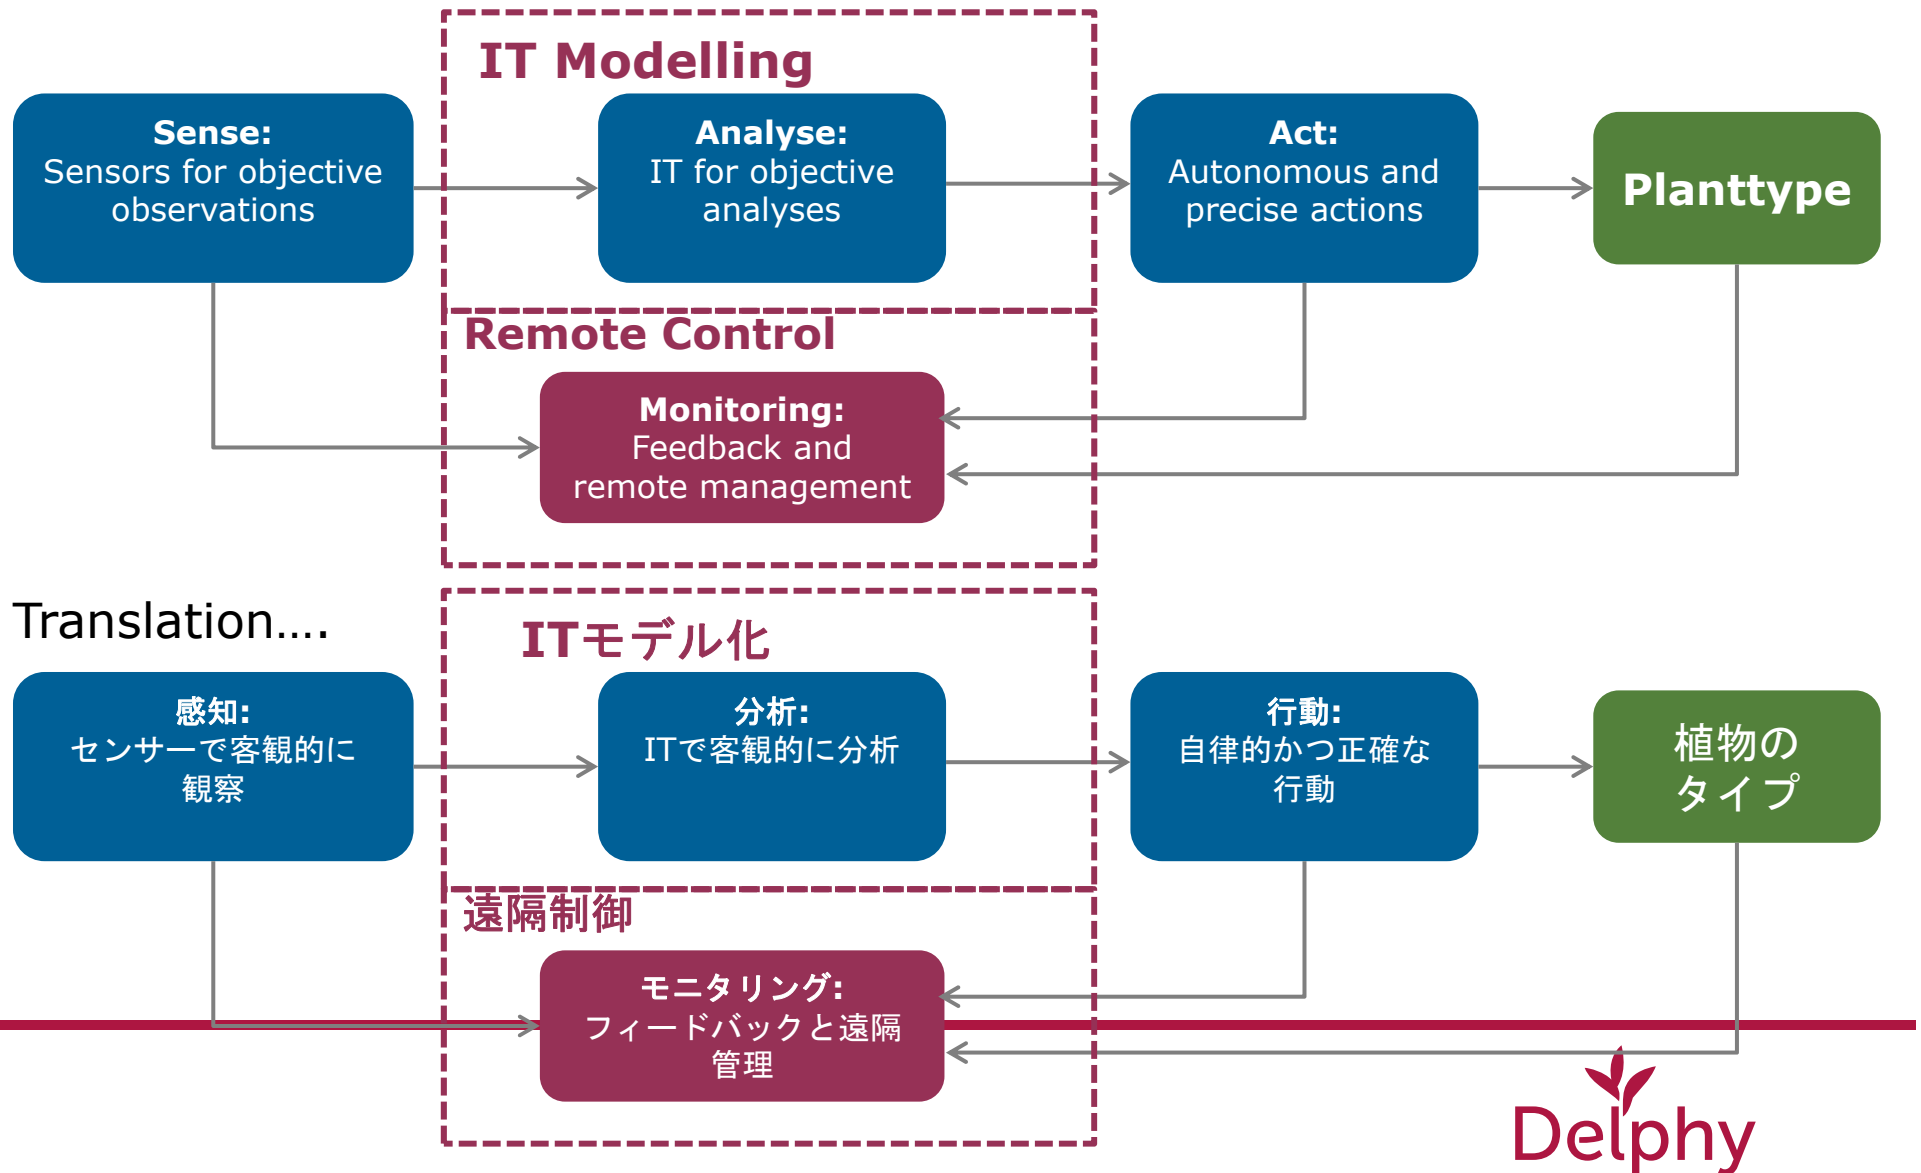 IT Modelling
Sense:
Sensors for objective
observations
Analyse:
IT for objective
analyses
Act:
Autonomous and
precise actions
Planttype
Remote Control
Monitoring:
Feedback and
remote management
Translation....
ITモデル化
感知:
センサーで客観的に
観察
分析:
ITで客観的に分析
行動:
自律的かつ正確な
行動
植物の
タイプ
遠隔制御
モニタリング:
フィードバックと遠隔
管理
Delphy